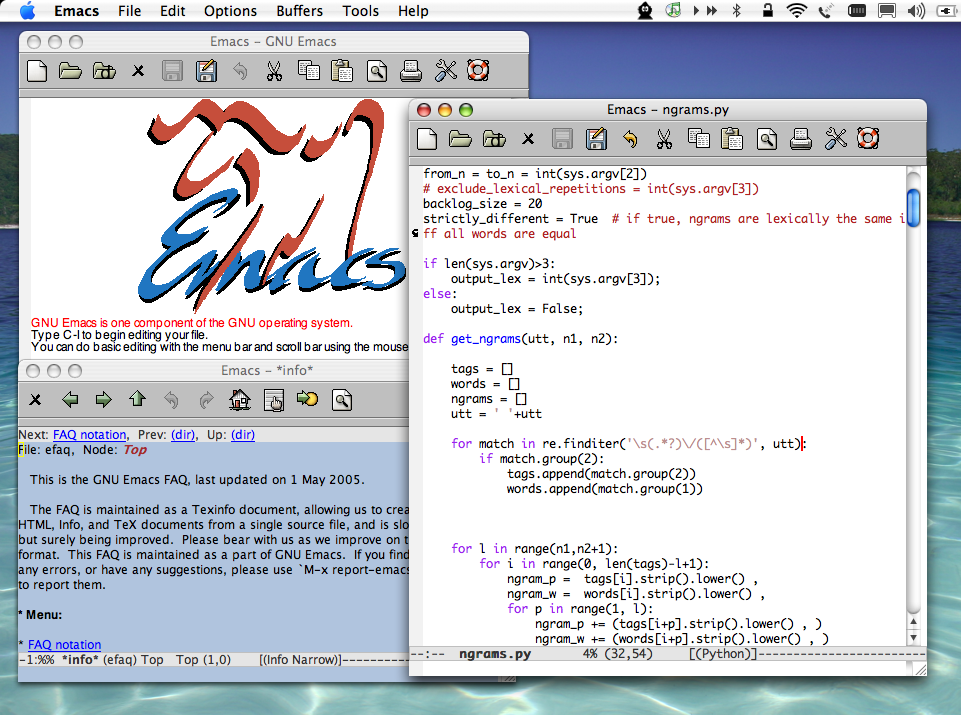 Emacs File Edit Options Buffers Tools Help
Emacs – GNU Emacs
Emacs
GNU Emacs is one component of the GNU operating system.
Type C-l to begin editing your file.
You can do basic editing with the menu bar and scroll bar using the mouse
Emacs – *info*
Next: FAQ notation, Prev: (dir), Up: (dir)
File: efaq, Node: Top
This is the GNU Emacs FAQ, last updated on 1 May 2005.
The FAQ is maintained as a Texinfo document, allowing us to crea
HTML, Info, and TeX documents from a single source file, and is slo
but surely being improved. Please bear with us as we improve on t
format. This FAQ is maintained as a part of GNU Emacs. If you find
any errors, or have any suggestions, please use `M-x report-emacs
to report them.
* Menu:
* FAQ notation
-1:%% *info* (efaq) Top Top (1,0) [(Info Narrow)]----------
Emacs – ngrams.py
from_n = to_n = int(sys.argv[2])
# exclude_lexical_repetitions = int(sys.argv[3])
backlog_size = 20
strictly_different = True # if true, ngrams are lexically the same i
ff all words are equal
if len(sys.argv)>3:
output_lex = int(sys.argv[3]);
else:
output_lex = False;
def get_ngrams(utt, n1, n2):
tags = []
words = []
ngrams = []
utt = ' '+utt
for match in re.finditer('\s(.*?)\/([^\s]*)', utt):
if match.group(2):
tags.append(match.group(2))
words.append(match.group(1))
for l in range(n1,n2+1):
for i in range(0, len(tags)-l+1):
ngram_p = tags[i].strip().lower() ,
ngram_w = words[i].strip().lower() ,
for p in range(1, l):
ngram_p += (tags[i+p].strip().lower() , )
ngram_w += (words[i+p].strip().lower() , )
--:-- ngrams.py 4% (32,54) [(Python)]------------------------